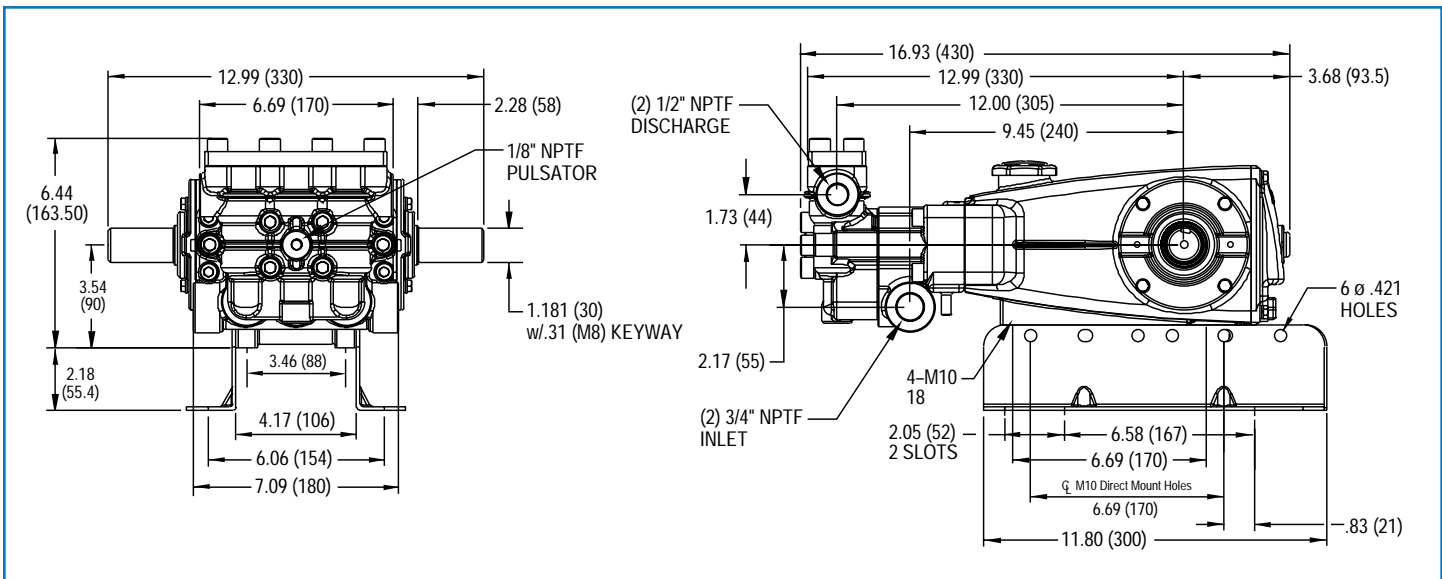 12.99 (330)
6.69 (170)
2.28 (58)
1/8" NPTF
PULSATOR
6.44
(163.50)
3.54
(90)
1.181 (30)
w/.31 (M8) KEYWAY
2.18
(55.4)
3.46 (88)
4.17 (106)
6.06 (154)
7.09 (180)
16.93 (430)
12.99 (330)
3.68 (93.5)
(2) 1/2" NPTF
DISCHARGE
12.00 (305)
9.45 (240)
1.73 (44)
6 ø .421
HOLES
2.17 (55)
4–M10
18
(2) 3/4" NPTF
INLET
2.05 (52)
2 SLOTS
6.58 (167)
6.69 (170)
℄ M10 Direct Mount Holes
6.69 (170)
.83 (21)
11.80 (300)